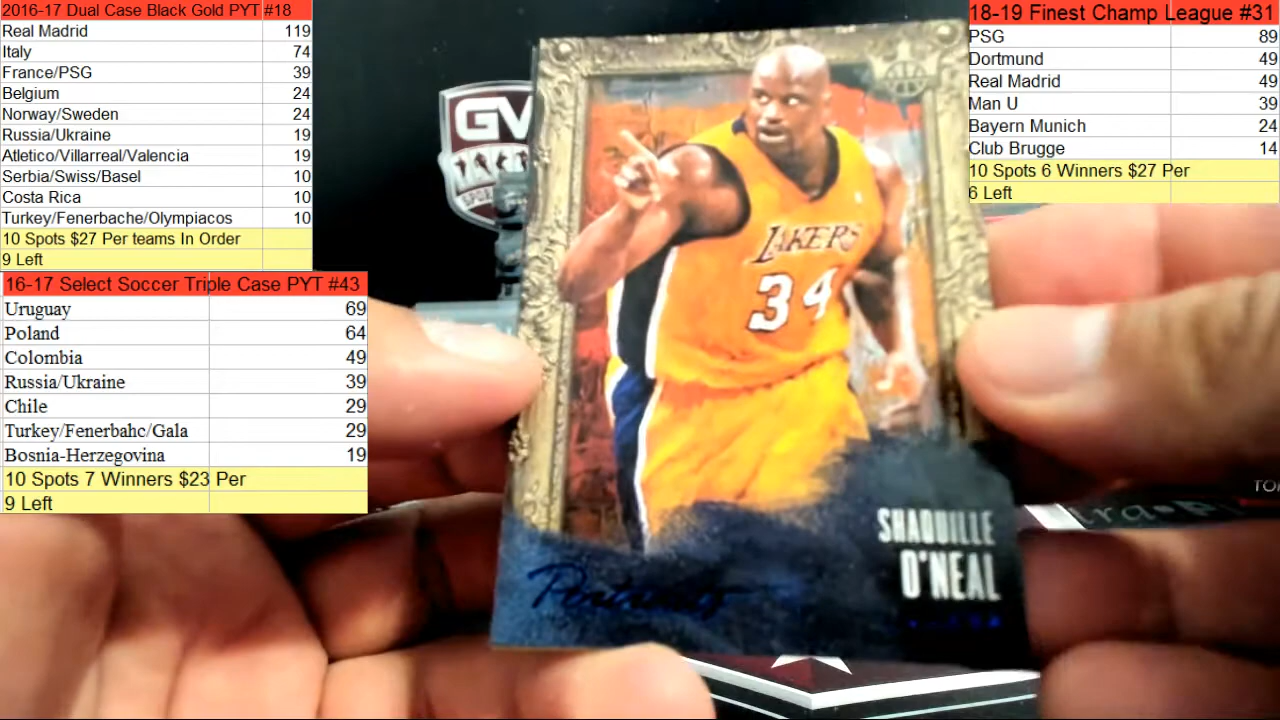 2016-17 Dual Case Black Gold PYT #18
Real Madrid 119
Italy 74
France/PSG 39
Belgium 24
Norway/Sweden 24
Russia/Ukraine 19
Atletico/Villarreal/Valencia 19
Serbia/Swiss/Basel 10
Costa Rica 10
Turkey/Fenerbache/Olympiacos 10
10 Spots $27 Per teams In Order
9 Left
16-17 Select Soccer Triple Case PYT #43
Uruguay 69
Poland 64
Colombia 49
Russia/Ukraine 39
Chile 29
Turkey/Fenerbahc/Gala 29
Bosnia-Herzegovina 19
10 Spots 7 Winners $23 Per
9 Left
18-19 Finest Champ League #31
PSG 89
Dortmund 49
Real Madrid 49
Man U 39
Bayern Munich 24
Club Brugge 14
10 Spots 6 Winners $27 Per
6 Left
GV
LAKERS
34
SHAQUILLE
O'NEAL
Portraits